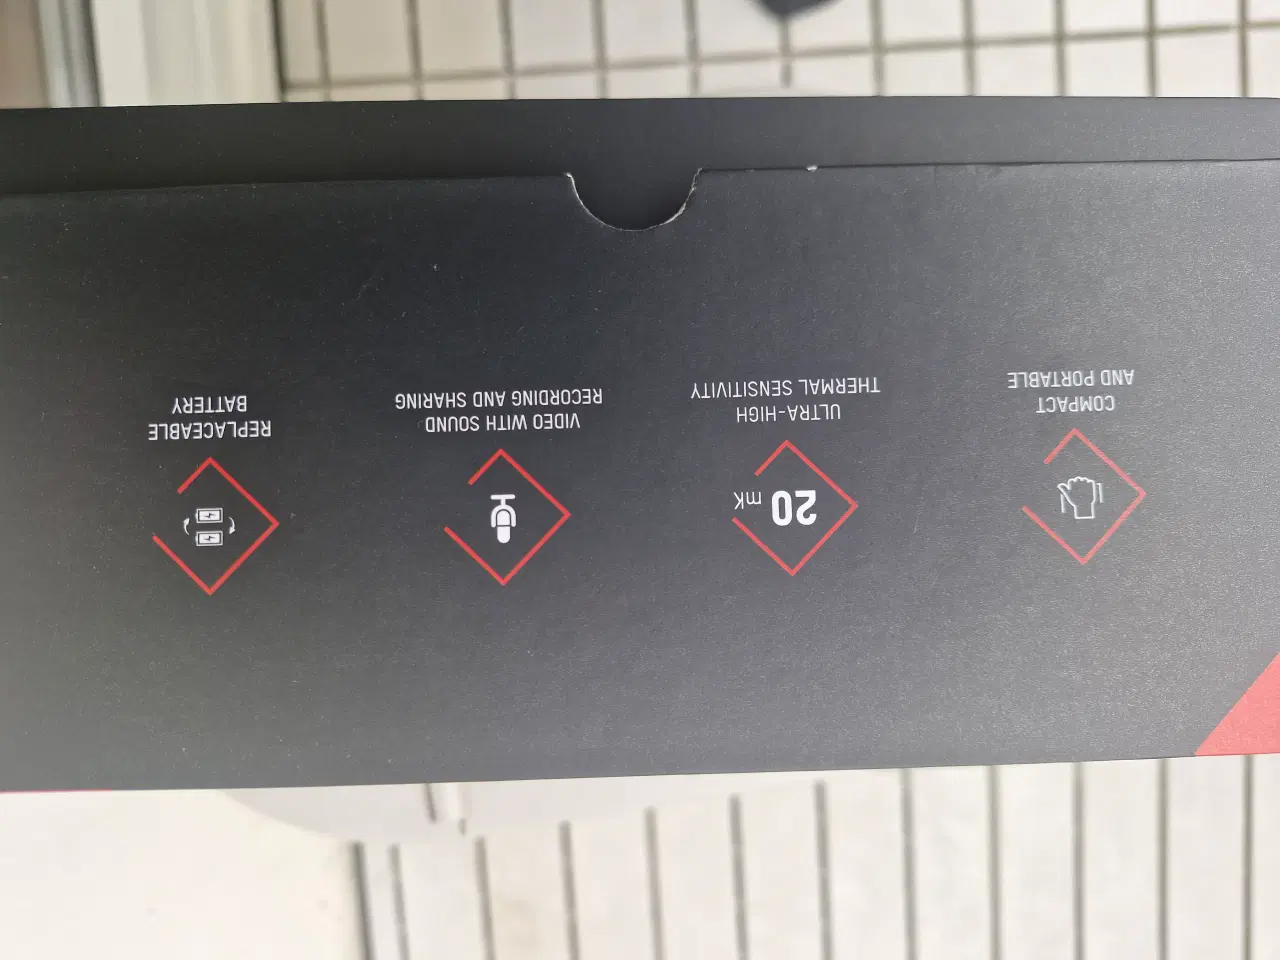 COMPACT
AND PORTABLE
20 mK
ULTRA-HIGH
THERMAL SENSITIVITY
VIDEO WITH SOUND
RECORDING AND SHARING
REPLACEABLE
BATTERY